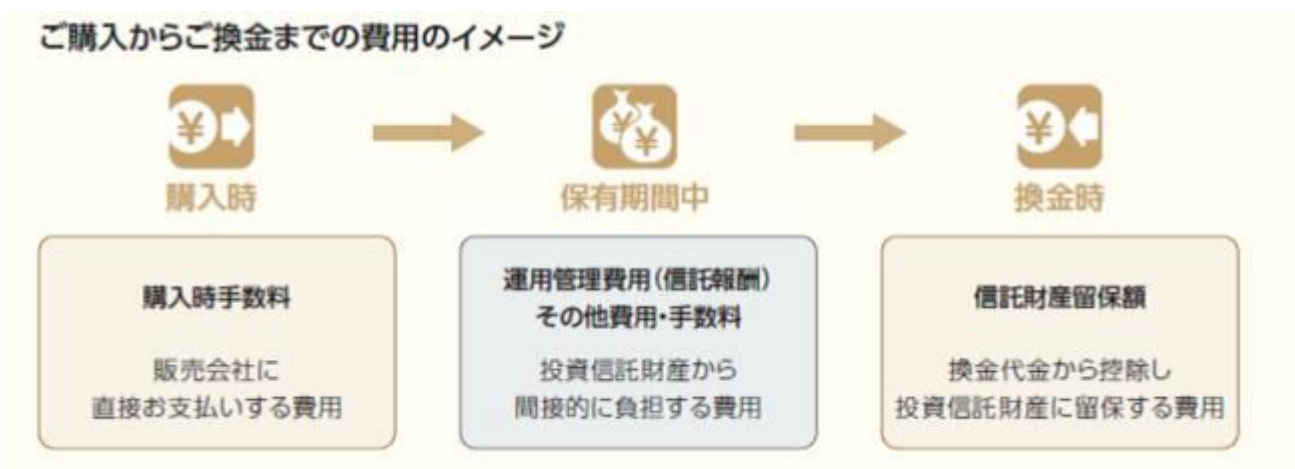 ご購入からご換金までの費用のイメージ
¥
¥¥
¥
購入時
保有期間中
換金時
購入時手数料
販売会社に
直接お支払いする費用
運用管理費用(信託報酬)
その他費用・手数料
投資信託財産から
間接的に負担する費用
信託財産留保額
換金代金から控除し
投資信託財産に留保する費用